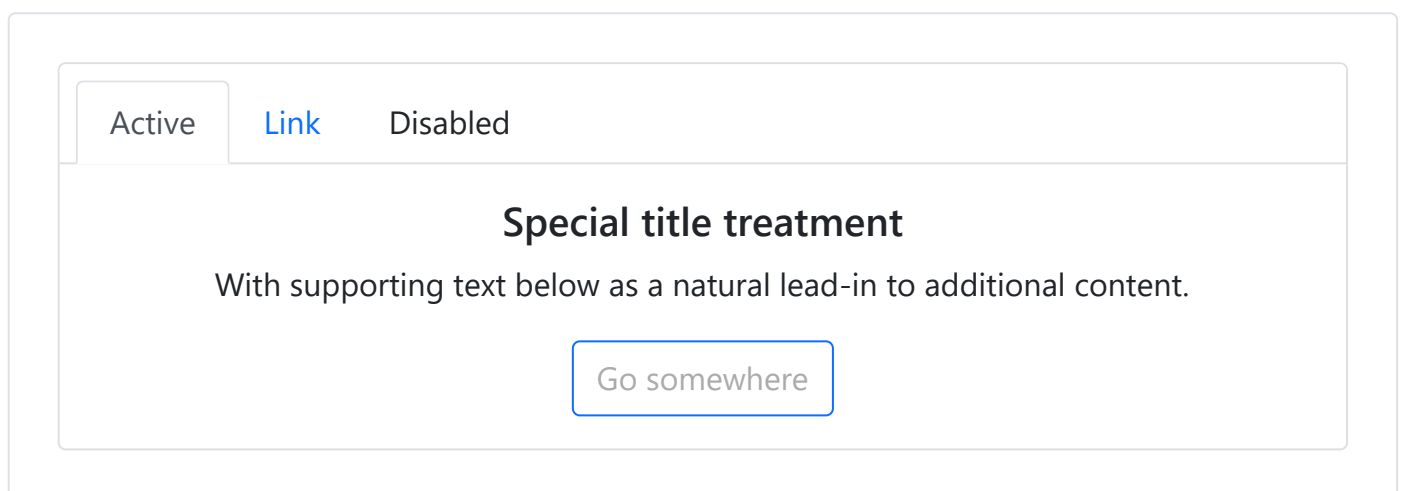 Active Link Disabled
Special title treatment
With supporting text below as a natural lead-in to additional content.
Go somewhere